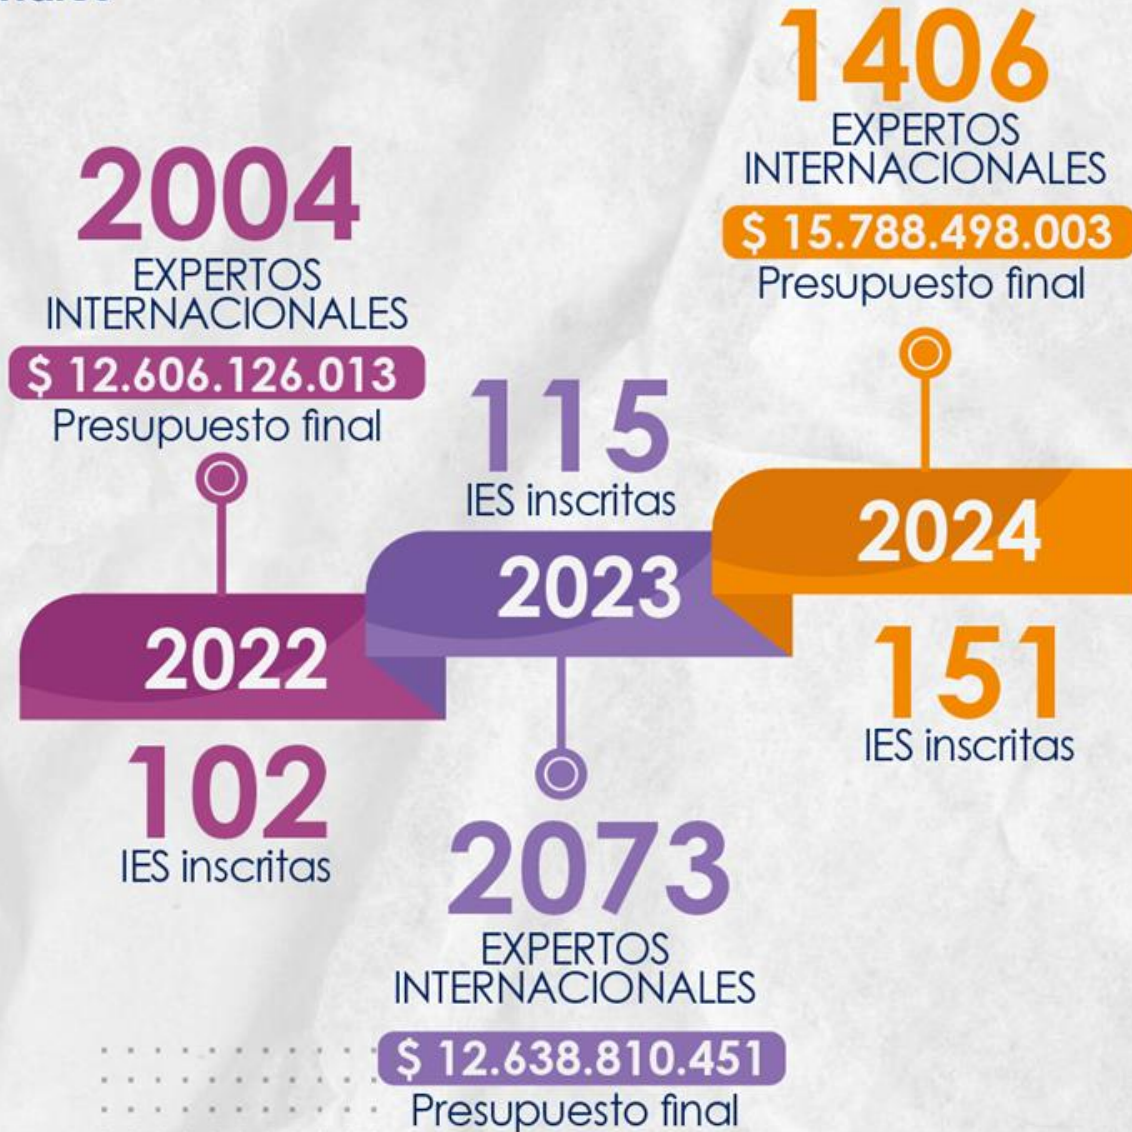 2004
EXPERTOS
INTERNACIONALES
$ 12.606.126.013
Presupuesto final
2022
102
IES inscritas
115
IES inscritas
2023
2073
EXPERTOS
INTERNACIONALES
$ 12.638.810.451
Presupuesto final
1406
EXPERTOS
INTERNACIONALES
$ 15.788.498.003
Presupuesto final
2024
151
IES inscritas